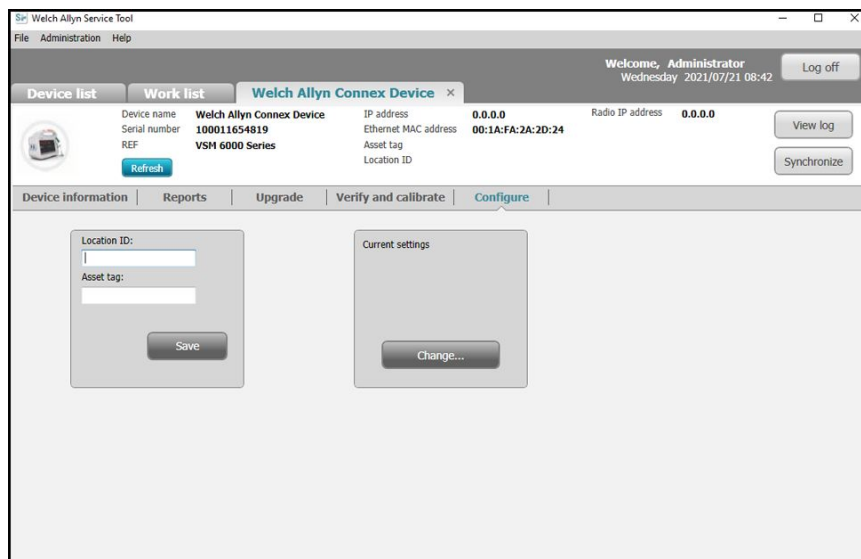 Welch Allyn Service Tool
File Administration Help
Welcome, Administrator
Wednesday 2021/07/21 08:42
Log off
Device list Work list Welch Allyn Connex Device ×
Device name Welch Allyn Connex Device IP address 0.0.0.0 Radio IP address 0.0.0.0
Serial number 100011654819 Ethernet MAC address 00:1A:FA:2A:2D:24
REF VSM 6000 Series Asset tag
Location ID
Refresh
View log
Synchronize
Device information Reports Upgrade Verify and calibrate Configure
Location ID:
Asset tag:
Save
Current settings
Change...